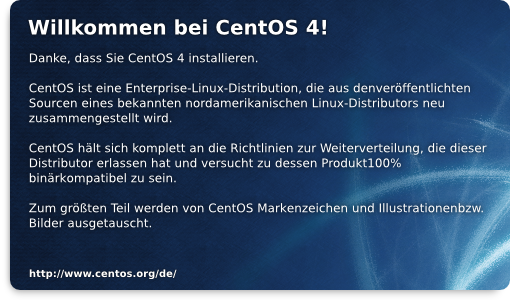 Willkommen bei CentOS 4!
Danke, dass Sie CentOS 4 installieren.
CentOS ist eine Enterprise-Linux-Distribution, die aus denveröffentlichten
Sourcen eines bekannten nordamerikanischen Linux-Distributors neu
zusammengestellt wird.
CentOS hält sich komplett an die Richtlinien zur Weiterverteilung, die dieser
Distributor erlassen hat und versucht zu dessen Produkt100%
binärkompatibel zu sein.
Zum größten Teil werden von CentOS Markenzeichen und Illustrationenbzw.
Bilder ausgetauscht.
http://www.centos.org/de/